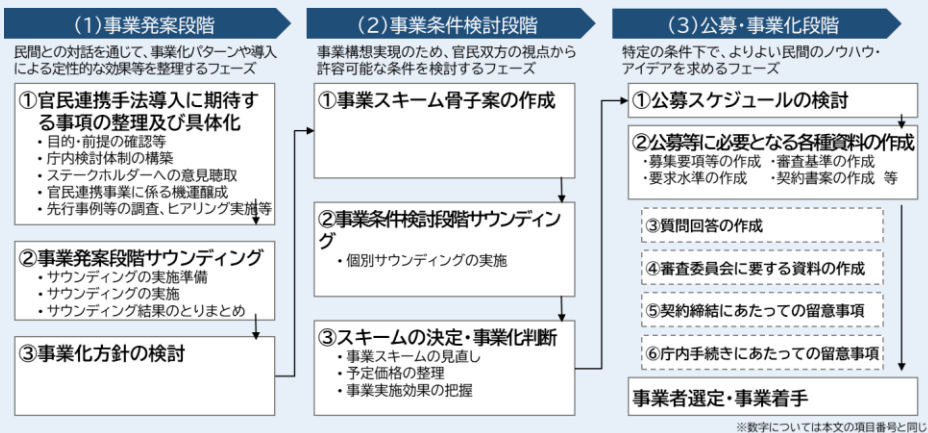 (1)事業発案段階
民間との対話を通じて、事業化パターンや導入
による定性的な効果等を整理するフェーズ
①官民連携手法導入に期待す
る事項の整理及び具体化
・目的・前提の確認等
・庁内検討体制の構築
・ステークホルダーへの意見聴取
・官民連携事業に係る機運醸成
・先行事例等の調査、ヒアリング実施等
②事業発案段階サウンディング
・サウンディングの実施準備
・サウンディングの実施
・サウンディング結果のとりまとめ
③事業化方針の検討
(2)事業条件検討段階
事業構想実現のため、官民双方の視点から
許容可能な条件を検討するフェーズ
①事業スキーム骨子案の作成
②事業条件検討段階サウンディン
グ
・個別サウンディングの実施
③スキームの決定・事業化判断
・事業スキームの見直し
・予定価格の整理
・事業実施効果の把握
(3)公募・事業化段階
特定の条件下で、よりよい民間のノウハウ・
アイデアを求めるフェーズ
①公募スケジュールの検討
②公募等に必要となる各種資料の作成
・募集要項等の作成 ・審査基準の作成
・要求水準の作成 ・契約書案の作成 等
③質問回答の作成
④審査委員会に要する資料の作成
⑤契約締結にあたっての留意事項
⑥庁内手続きにあたっての留意事項
事業者選定・事業着手
※数字については本文の項目番号と同じ